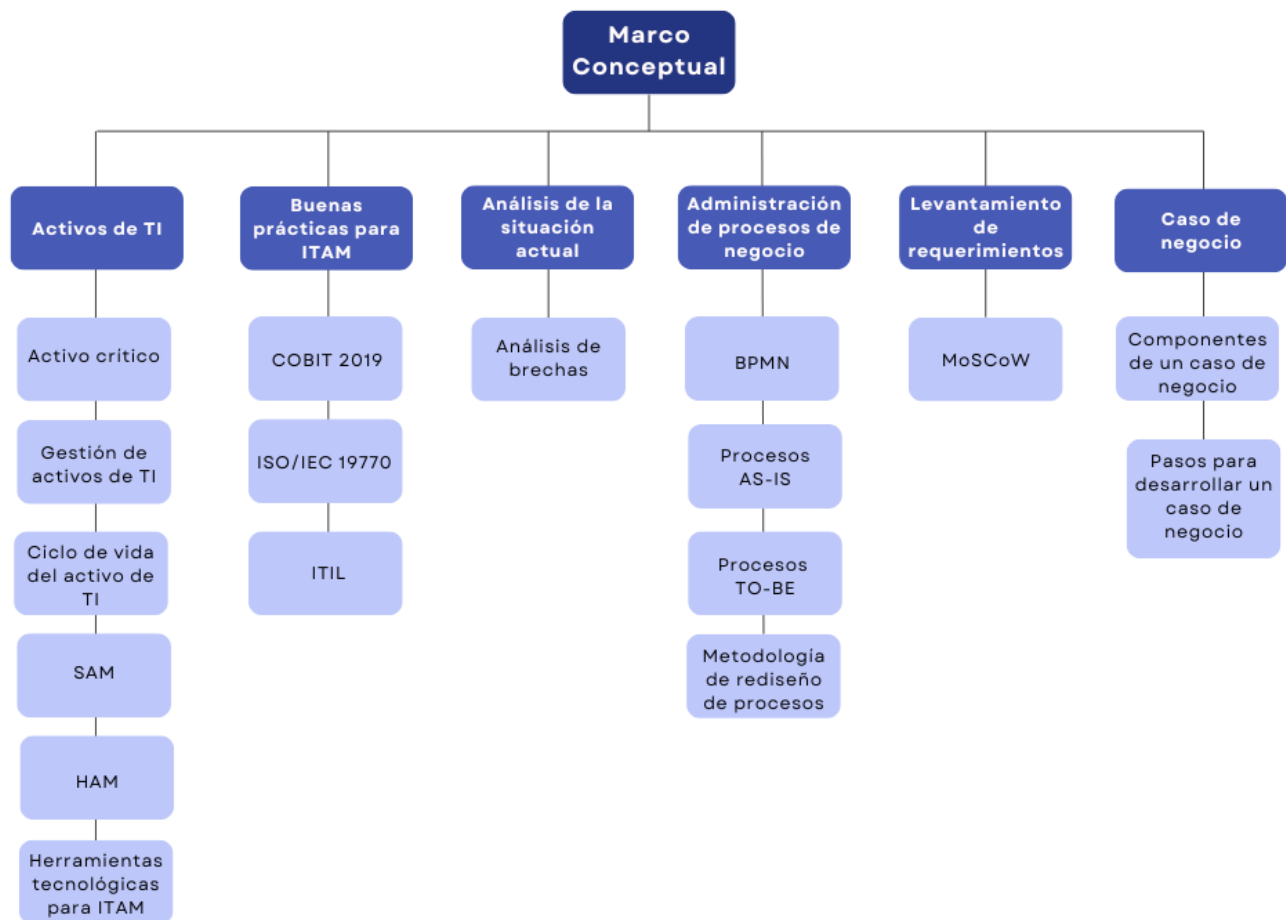 Marco
Conceptual
Activos de TI
Activo crítico
Gestión de
activos de TI
Ciclo de vida
del activo de
TI
SAM
HAM
Herramientas
tecnológicas
para ITAM
Buenas
prácticas para
ITAM
COBIT 2019
ISO/IEC 19770
ITIL
Análisis de la
situación
actual
Análisis de
brechas
Administración
de procesos de
negocio
BPMN
Procesos
AS-IS
Procesos
TO-BE
Metodología
de rediseño
de procesos
Levantamiento
de
requerimientos
MoSCoW
Caso de
negocio
Componentes
de un caso de
negocio
Pasos para
desarrollar un
caso de
negocio